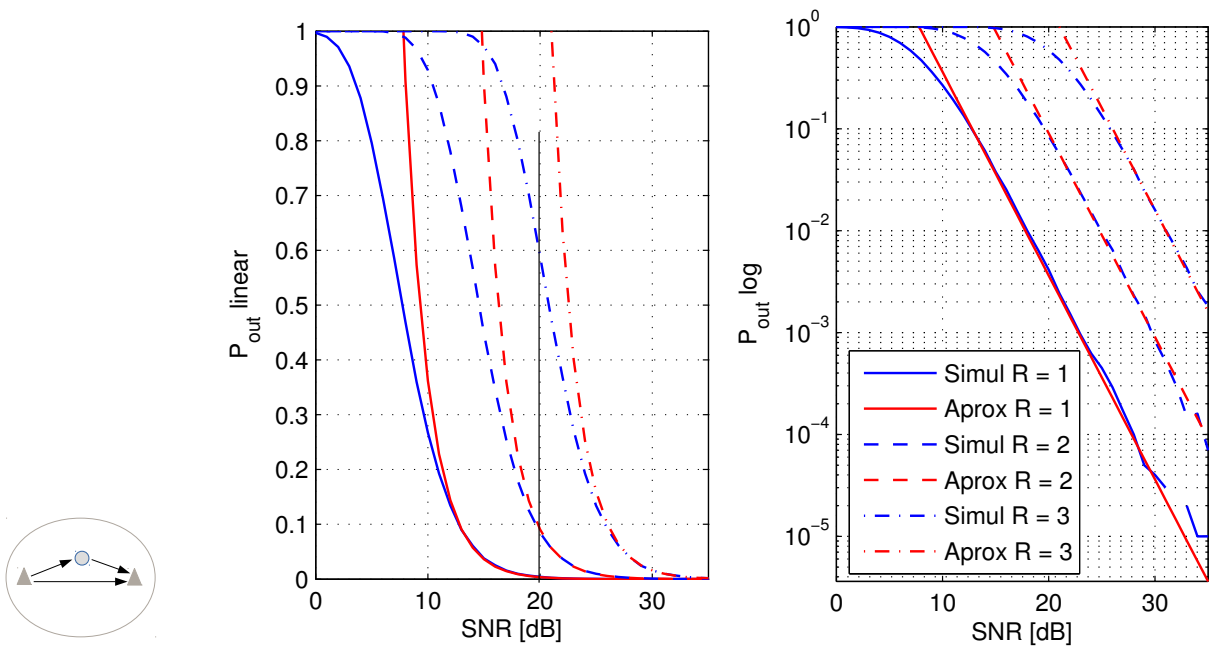 1
0.9
0.8
0.7
0.6
0.5
0.4
0.3
0.2
0.1
0
P_out linear
0 10 20 30
SNR [dB]
10^0
10^−1
10^−2
10^−3
10^−4
10^−5
P_out log
0 10 20 30
SNR [dB]
Simul R = 1
Aprox R = 1
Simul R = 2
Aprox R = 2
Simul R = 3
Aprox R = 3